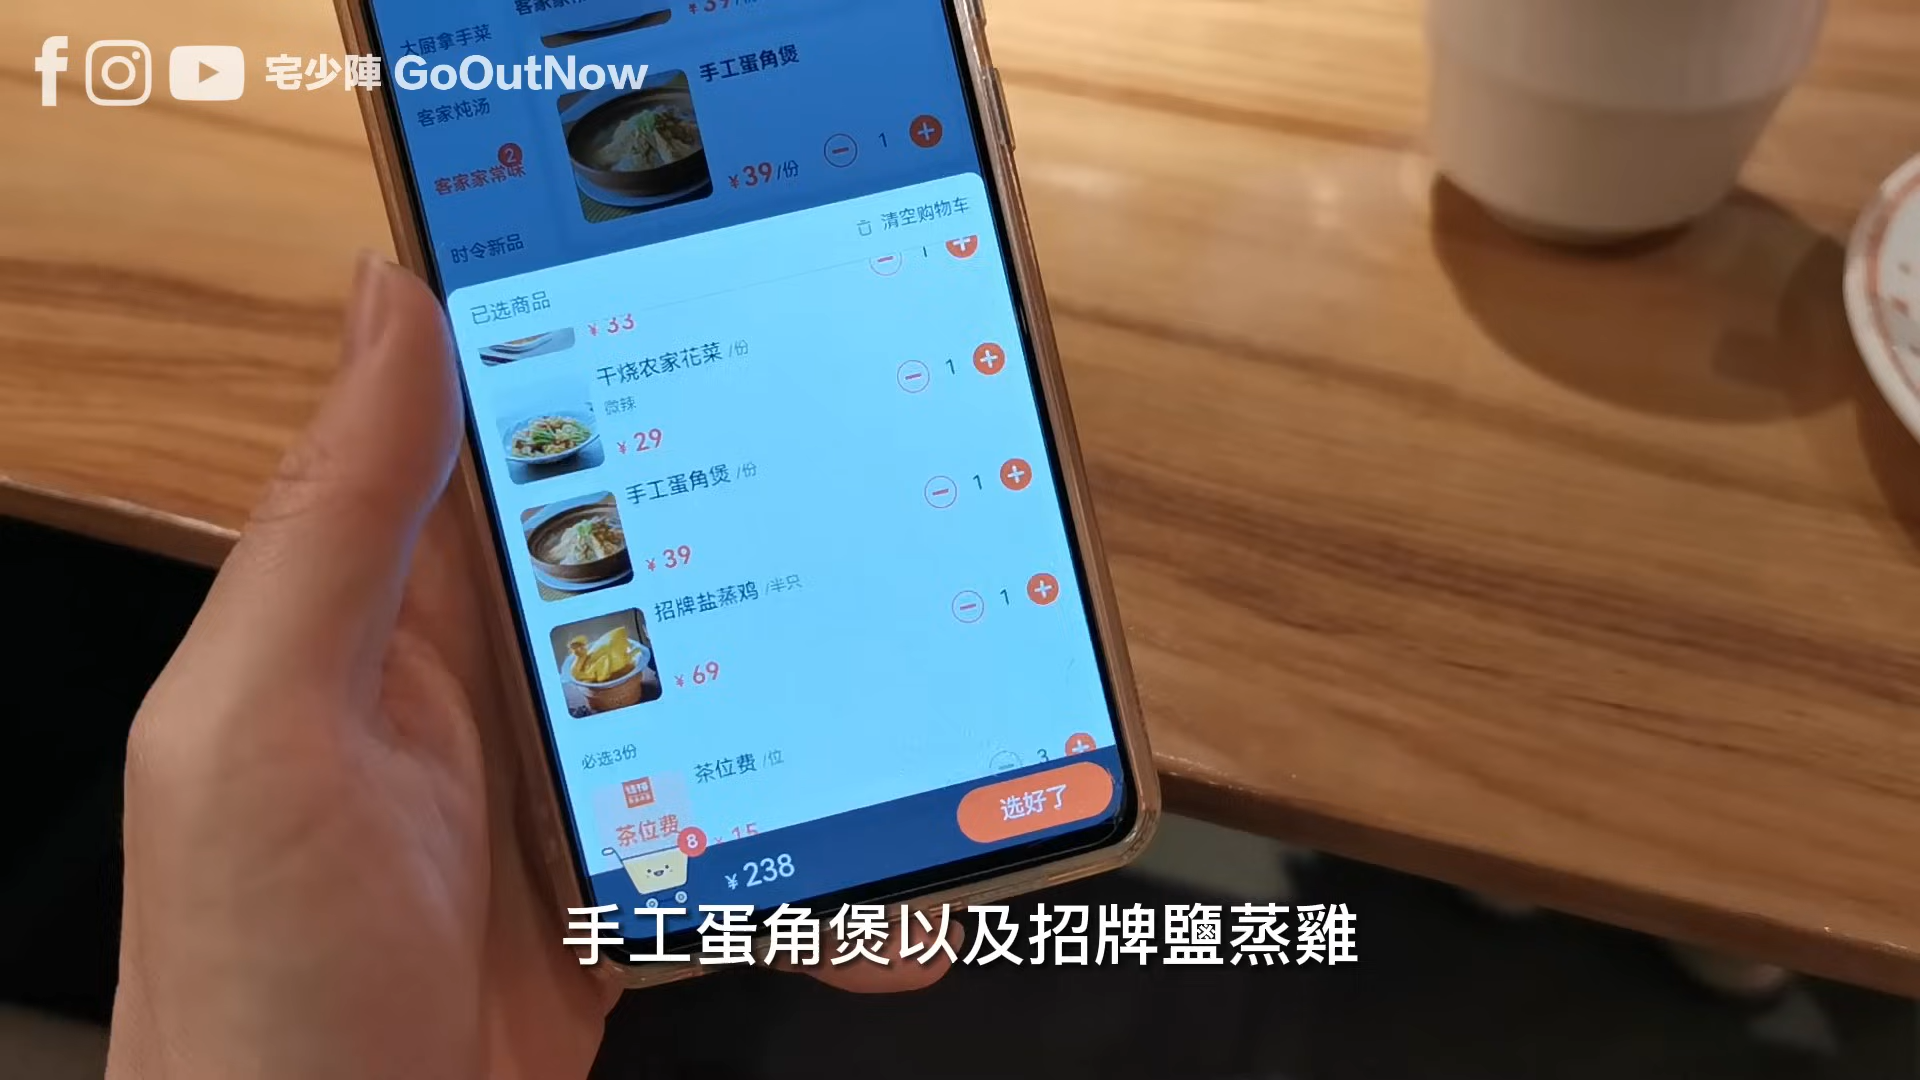 宅少陣 GoOutNow
大厨拿手菜
¥39
手工蛋角煲
客家炖汤
¥39/份
1
2
客家家常味
时令新品
清空购物车
已选商品
1
¥33
干烧农家花菜 /份
微辣
¥29
1
手工蛋角煲 /份
¥39
1
招牌盐蒸鸡 /半只
¥69
1
必选3份
茶位费 /位
3
茶位费
¥15
8
¥238
选好了
手工蛋角煲以及招牌鹽蒸雞